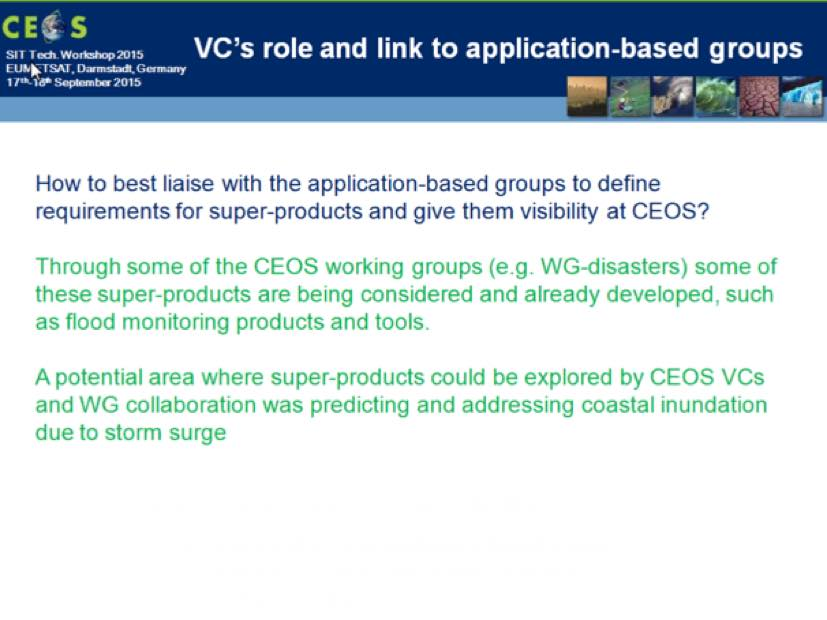 CEOS
SIT Tech. Workshop 2015
EUMETSAT, Darmstadt, Germany
17th-18th September 2015
VC's role and link to application-based groups
How to best liaise with the application-based groups to define
requirements for super-products and give them visibility at CEOS?
Through some of the CEOS working groups (e.g. WG-disasters) some of
these super-products are being considered and already developed, such
as flood monitoring products and tools.
A potential area where super-products could be explored by CEOS VCs
and WG collaboration was predicting and addressing coastal inundation
due to storm surge